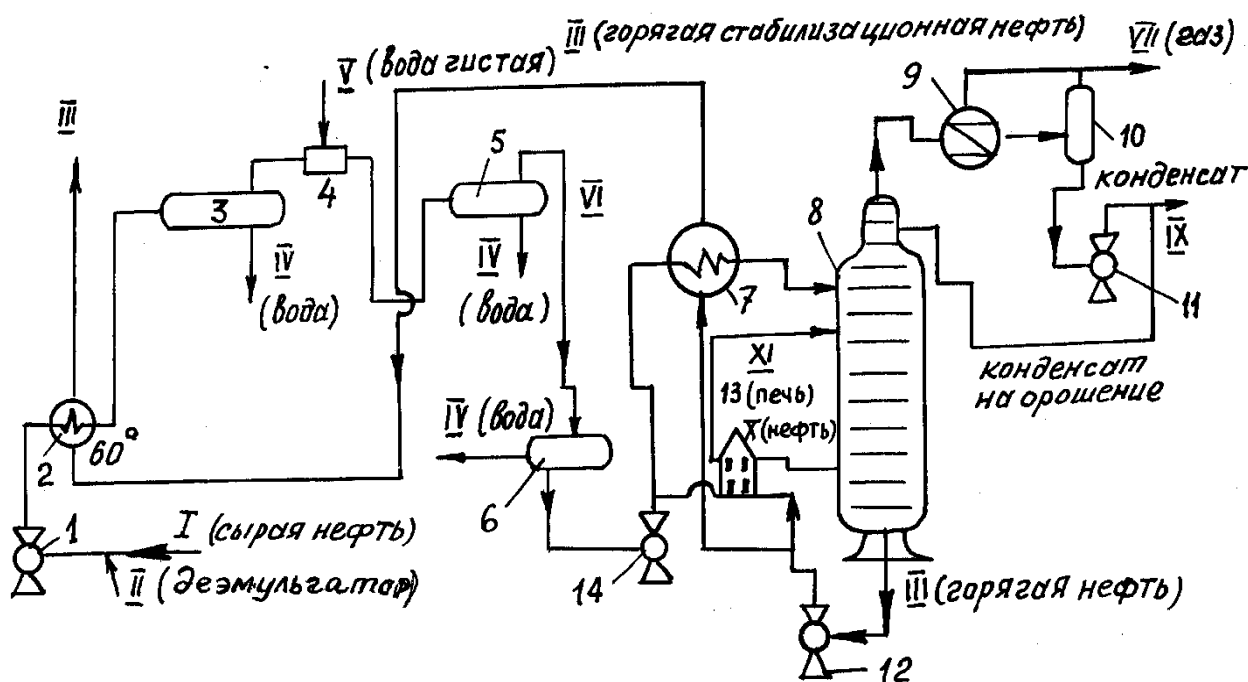 III (горячая стабилизационная нефть)
VII (газ)
V (вода гистая)
III
9
10
4
5
конденсат
3
VI
8
IX
IV
(вода)
IV
(вода)
7
11
XI
конденсат
на орошение
13 (печь)
X (нефть)
IV (вода)
2
60°
6
1
I (сырая нефть)
II (деэмульгатор)
14
III (горячая нефть)
12